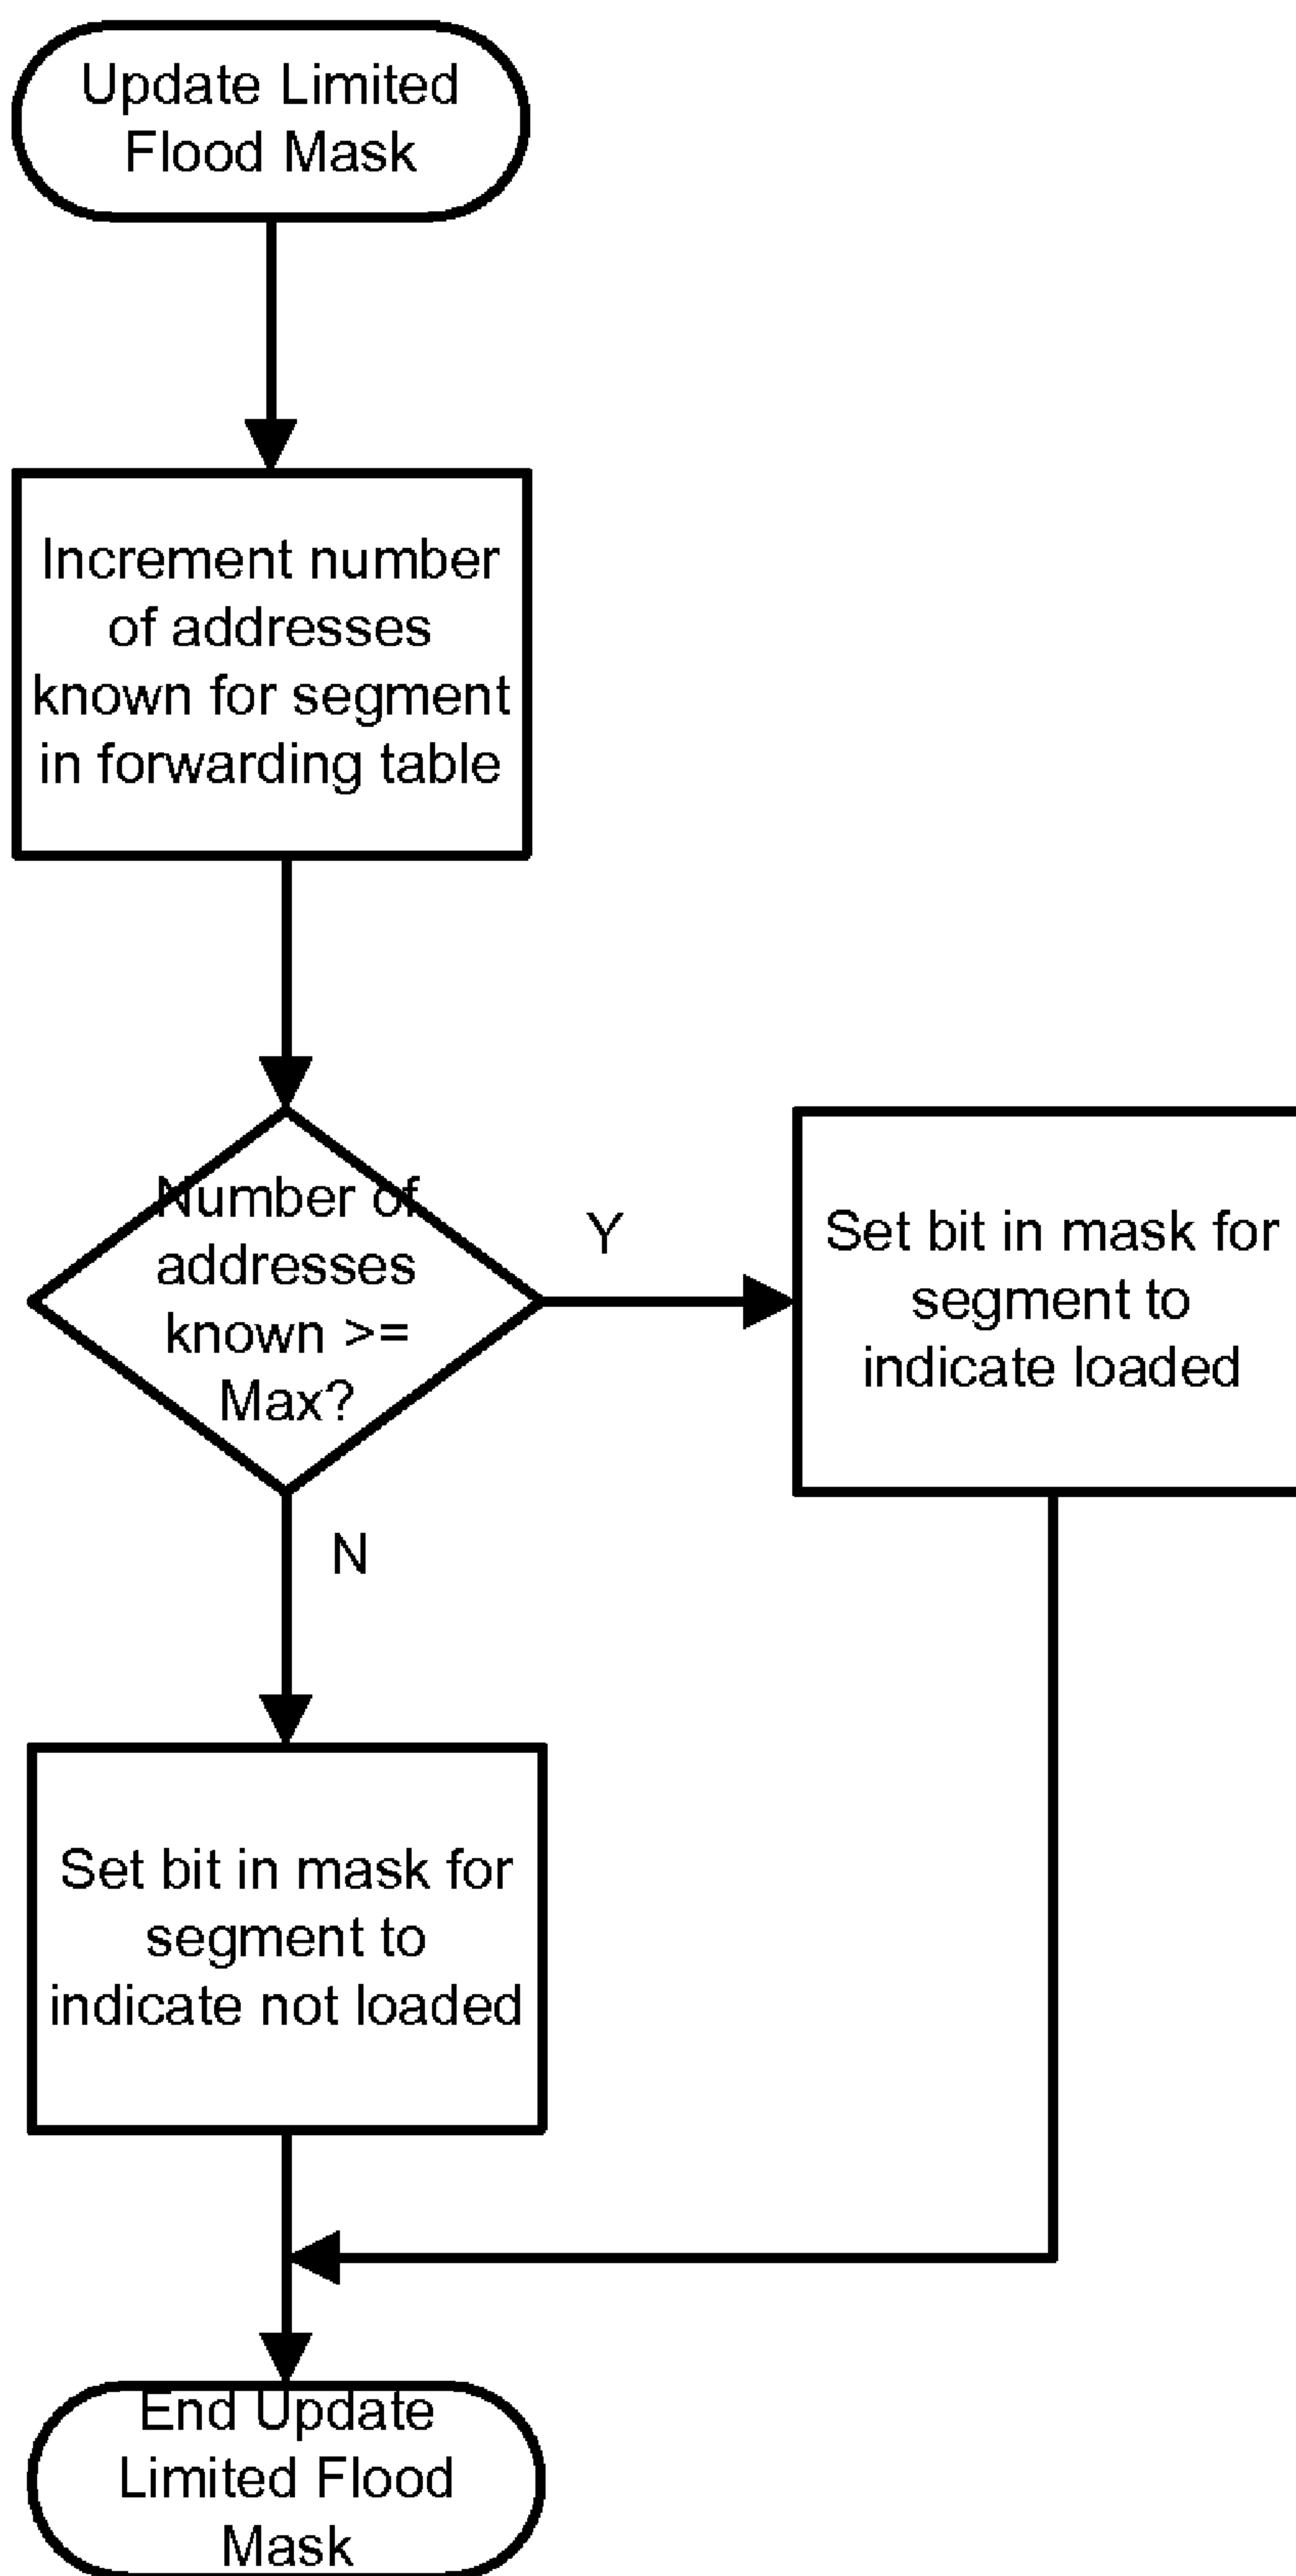 Update Limited
Flood Mask
Increment number
of addresses
known for segment
in forwarding table
Number of
addresses
known >=
Max?
Y
Set bit in mask for
segment to
indicate loaded
N
Set bit in mask for
segment to
indicate not loaded
End Update
Limited Flood
Mask